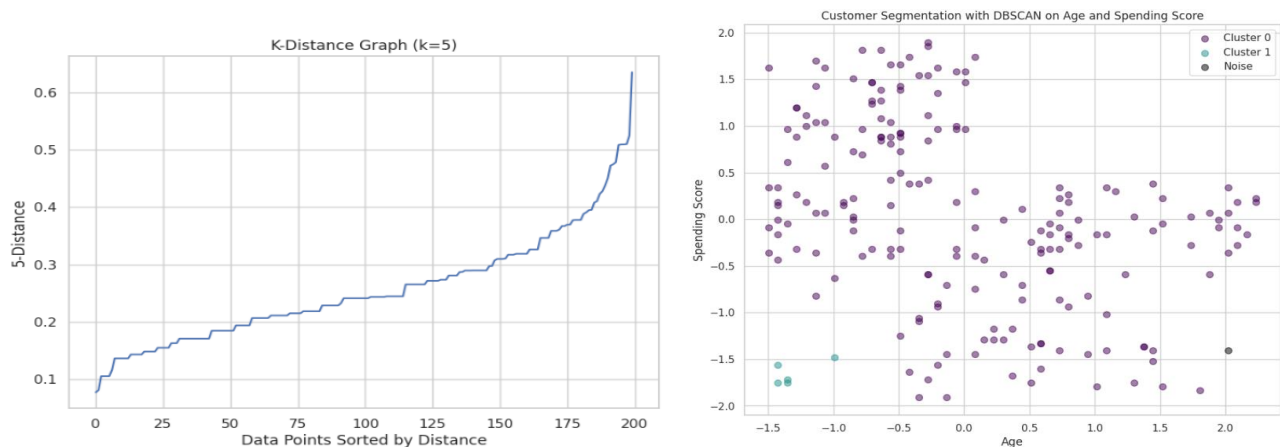 K-Distance Graph (k=5)
5-Distance
0.6
0.5
0.4
0.3
0.2
0.1
0 25 50 75 100 125 150 175 200
Data Points Sorted by Distance
Customer Segmentation with DBSCAN on Age and Spending Score
Cluster 0
Cluster 1
Noise
Spending Score
2.0
1.5
1.0
0.5
0.0
−0.5
−1.0
−1.5
−2.0
−1.5 −1.0 −0.5 0.0 0.5 1.0 1.5 2.0
Age